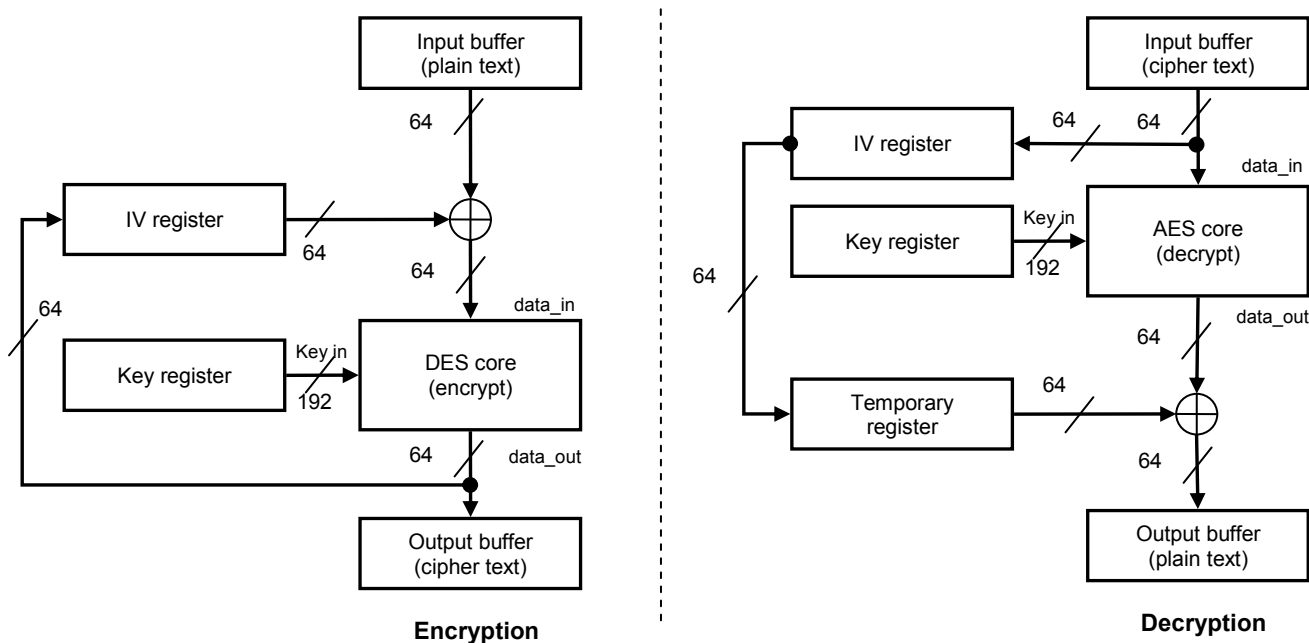 Input buffer
(plain text)
64
IV register
64
64
64
data_in
Key register
Key in
192
DES core
(encrypt)
64
data_out
Output buffer
(cipher text)
Encryption
Input buffer
(cipher text)
64
64
IV register
data_in
Key register
Key in
192
AES core
(decrypt)
64
data_out
64
Temporary
register
64
64
Output buffer
(plain text)
Decryption